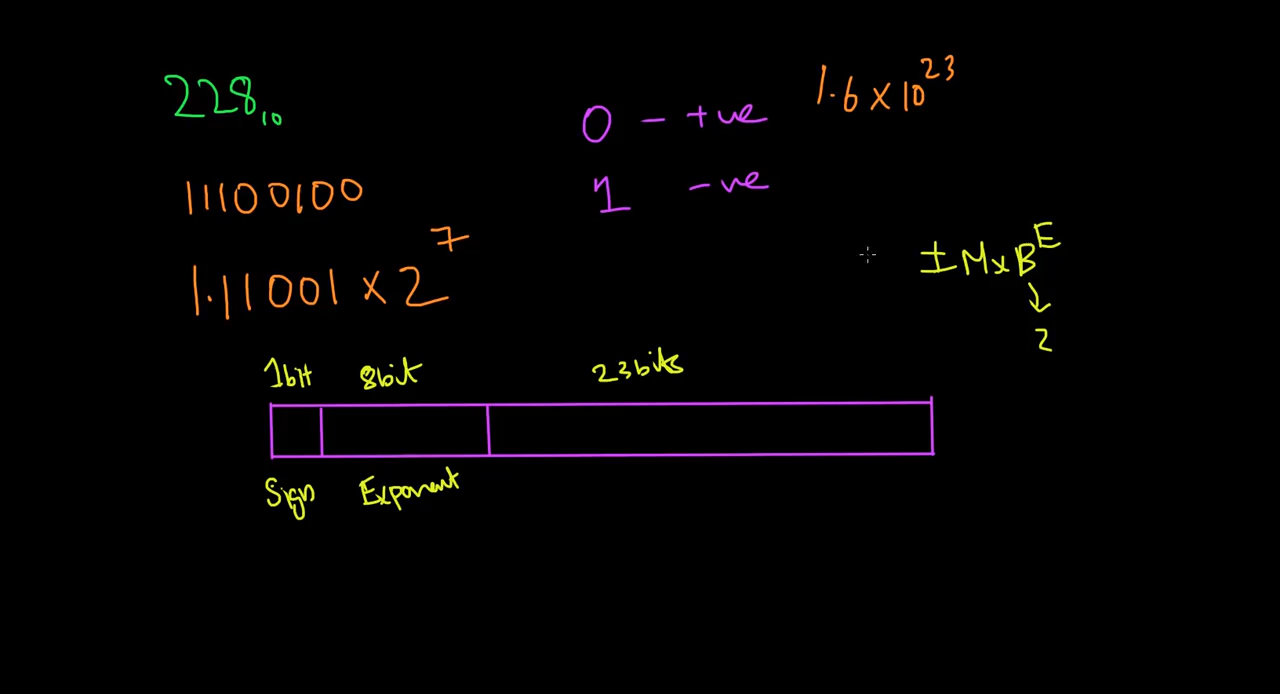 228₁₀
1.6 × 10²³
0 - +ve
11100100
1 -ve
1.11001 × 2⁷
± M × B^E
↓
2
1bit 8bit 23bits
Sign Exponent